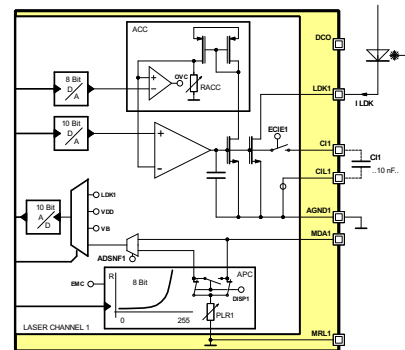 ACC
DCO
8 Bit
D
A
OVC
RACC
LDK1
I LDK
10 Bit
D
A
ECIE1
CI1
CI1
..10 nF..
CIL1
10 Bit
A
D
LDK1
VDD
VB
AGND1
MDA1
ADSNF1
EMC
R
8 Bit
APC
DISP1
PLR1
0
255
LASER CHANNEL 1
MRL1